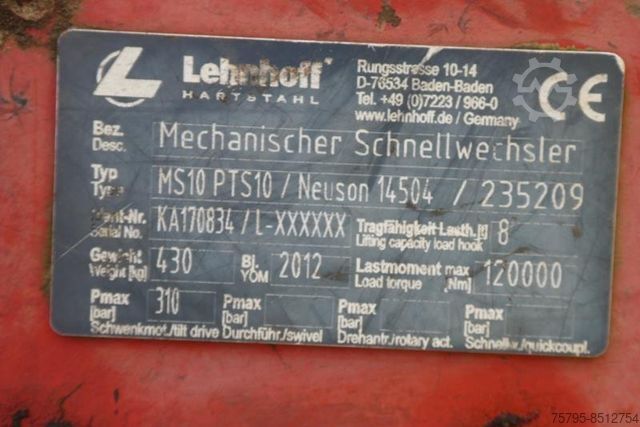 Lehnhoff
HARTSTAHL
Rungsstrasse 10-14
D-76534 Baden-Baden
Tel. +49 (0)7223 / 966-0
www.lehnhoff.de / Germany
CE
Bez. Mechanischer Schnellwechsler
Desc.
Typ MS10 PTS10 / Neuson 14504 / 235209
Type
Ident-Nr. KA170834 / L-XXXXXX Tragfähigkeit Lasth. [t] 8
Serial No. Lifting capacity load hook
Gewicht 430 Bj. 2012 Lastmoment max 120000
Weight [kg] YOM Load torque [Nm]
Pmax 310 Pmax Pmax Pmax
[bar] [bar] [bar] [bar]
Schwenkmot./tilt drive Durchführ./swivel Drehantr./rotary act. Schnellw./quickcoupl.
75795-8512754